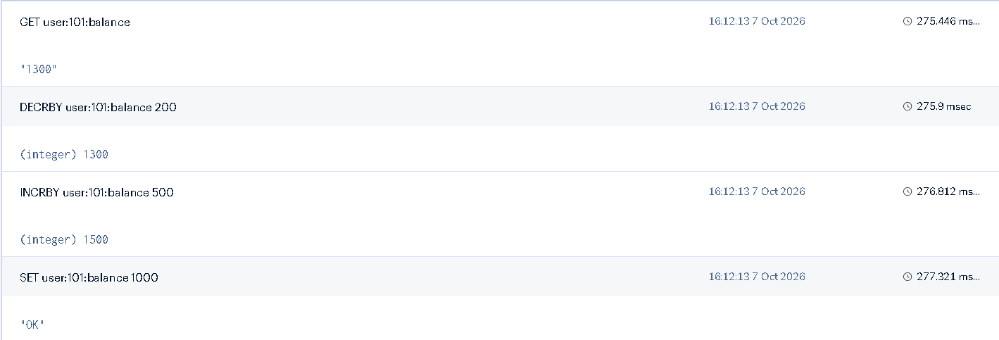 GET user:101:balance 16:12:13 7 Oct 2026 275.446 ms...
"1300"
DECRBY user:101:balance 200 16:12:13 7 Oct 2026 275.9 msec
(integer) 1300
INCRBY user:101:balance 500 16:12:13 7 Oct 2026 276.812 ms...
(integer) 1500
SET user:101:balance 1000 16:12:13 7 Oct 2026 277.321 ms...
"OK"